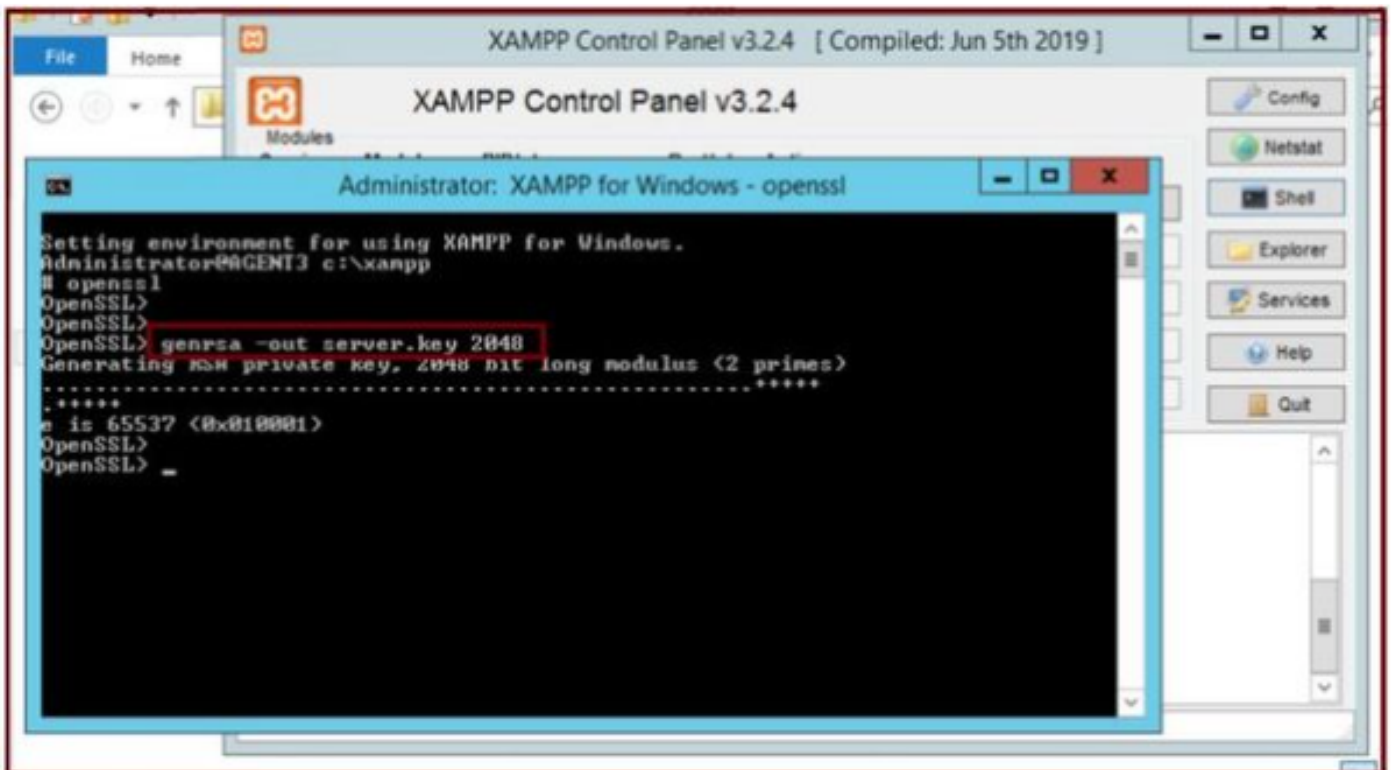 File
Home
XAMPP Control Panel v3.2.4 [ Compiled: Jun 5th 2019 ]
XAMPP Control Panel v3.2.4
Config
Modules
Netstat
Administrator: XAMPP for Windows - openssl
Shell
Explorer
Services
Help
Quit
Setting environment for using XAMPP for Windows.
Administrator@AGENT3 c:\xampp
# openssl
OpenSSL>
OpenSSL>
OpenSSL> genrsa -out server.key 2048
Generating RSA private key, 2048 bit long modulus (2 primes)
...............................................................+++++
.+++++
e is 65537 (0x010001)
OpenSSL>
OpenSSL> _